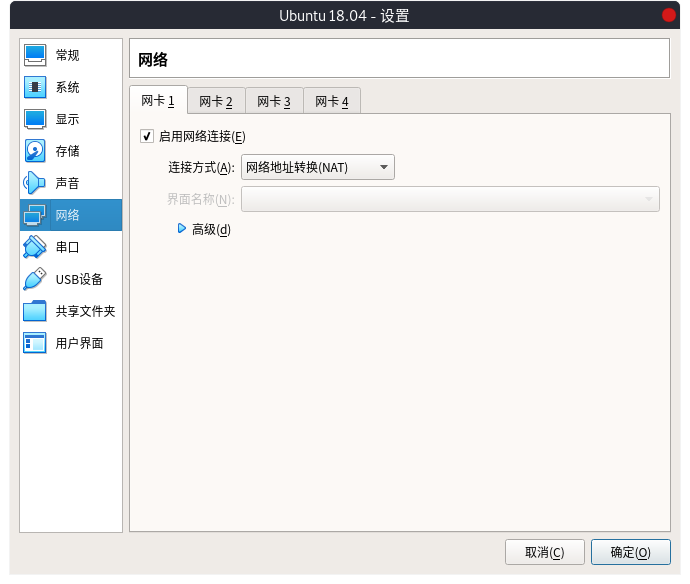 Ubuntu 18.04 - 设置
常规
系统
显示
存储
声音
网络
串口
USB设备
共享文件夹
用户界面
网络
网卡 1 网卡 2 网卡 3 网卡 4
启用网络连接(E)
连接方式(A): 网络地址转换(NAT)
界面名称(N):
高级(d)
取消(C) 确定(O)